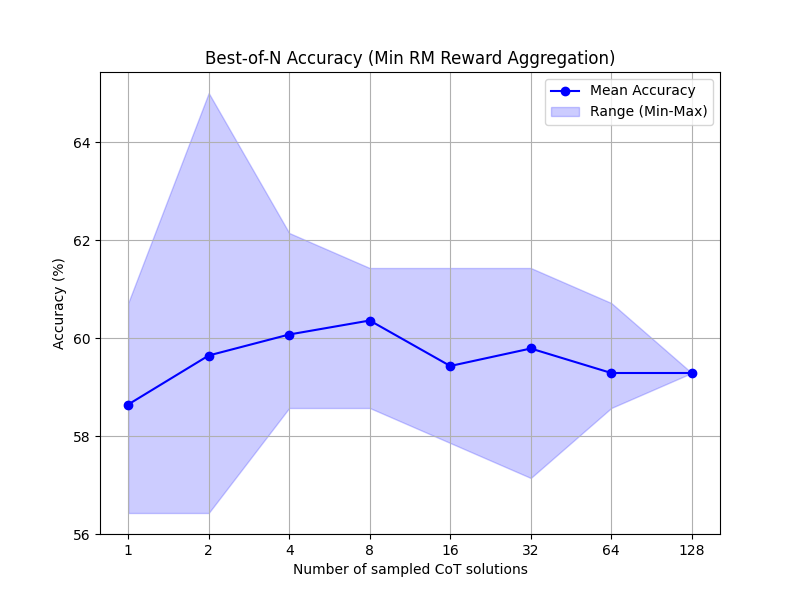 Best-of-N Accuracy (Min RM Reward Aggregation)
Mean Accuracy
Range (Min-Max)
Accuracy (%)
64
62
60
58
56
1 2 4 8 16 32 64 128
Number of sampled CoT solutions